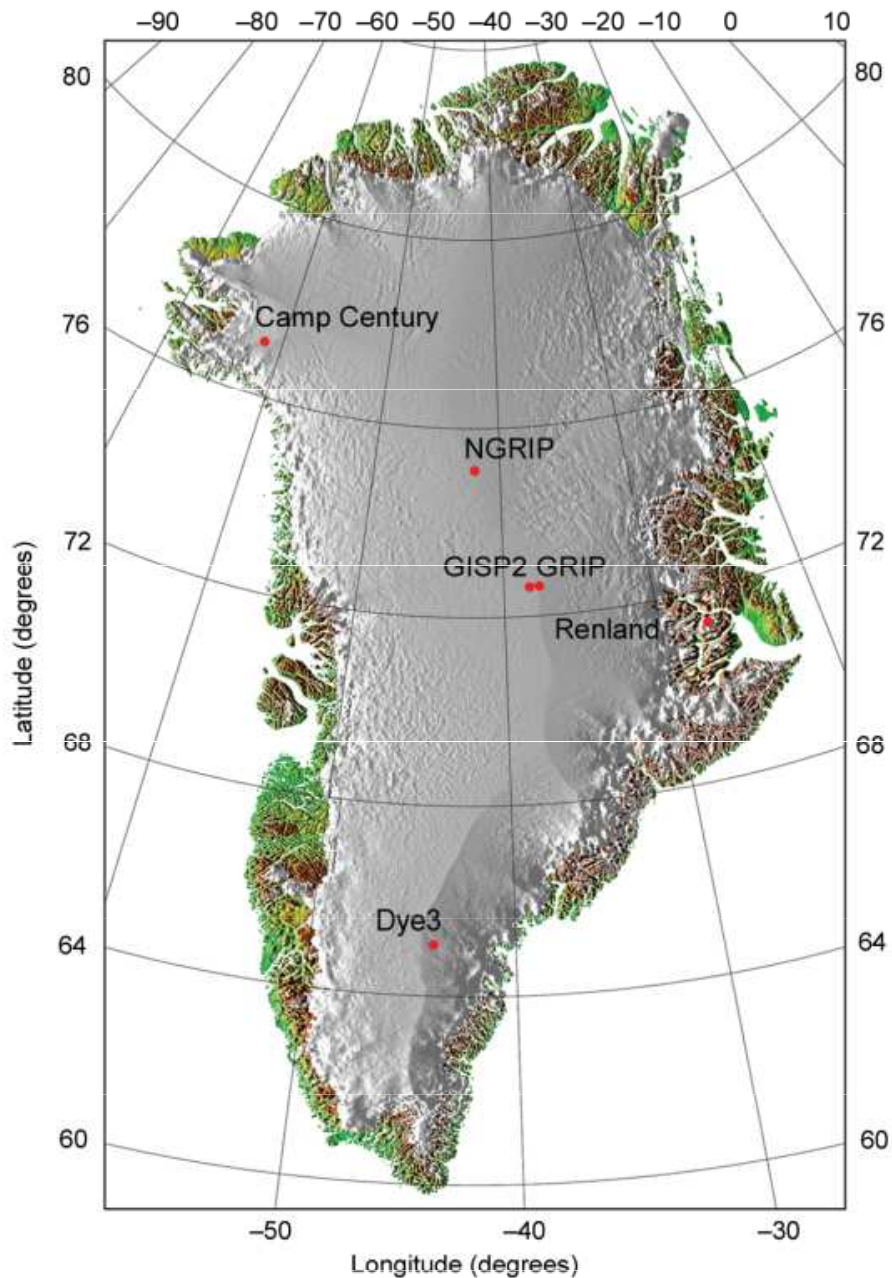 –90 –80 –70 –60 –50 –40 –30 –20 –10 0 10
80 80
Camp Century
76 76
NGRIP
72 72
GISP2 GRIP
Renland
68 68
Dye3
64 64
60 60
–50 –40 –30
Latitude (degrees)
Longitude (degrees)